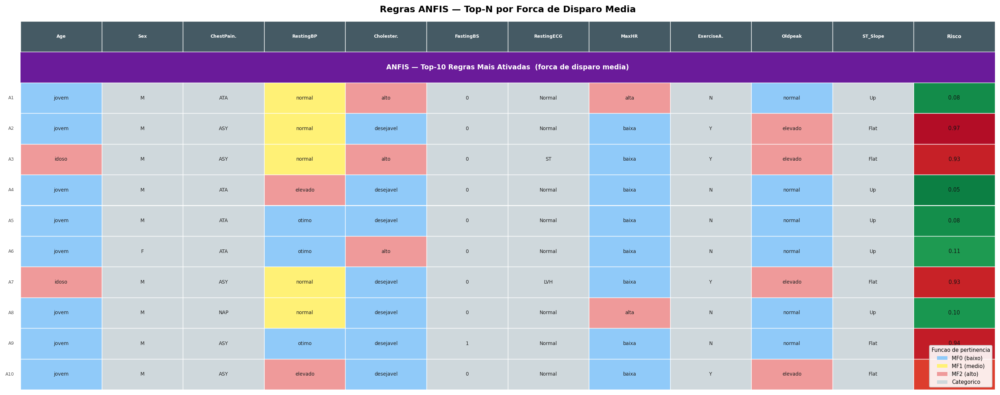 Regras ANFIS — Top-N por Forca de Disparo Media
Age Sex ChestPain. RestingBP Cholester. FastingBS RestingECG MaxHR ExerciseA. Oldpeak ST_Slope Risco
ANFIS — Top-10 Regras Mais Ativadas (forca de disparo media)
A1 jovem M ATA normal alto 0 Normal alta N normal Up 0.08
A2 jovem M ASY normal desejavel 0 Normal baixa Y elevado Flat 0.97
A3 idoso M ASY normal alto 0 ST baixa Y elevado Flat 0.93
A4 jovem M ATA elevado desejavel 0 Normal baixa N normal Up 0.05
A5 jovem M ATA otimo desejavel 0 Normal baixa N normal Up 0.08
A6 jovem F ATA otimo alto 0 Normal baixa N normal Up 0.11
A7 idoso M ASY normal desejavel 0 LVH baixa Y elevado Flat 0.93
A8 jovem M NAP normal desejavel 0 Normal alta N normal Up 0.10
A9 jovem M ASY otimo desejavel 1 Normal baixa N normal Flat 0.94
A10 jovem M ASY elevado desejavel 0 Normal baixa Y elevado Flat
Funcao de pertinencia
MF0 (baixo)
MF1 (medio)
MF2 (alto)
Categorico